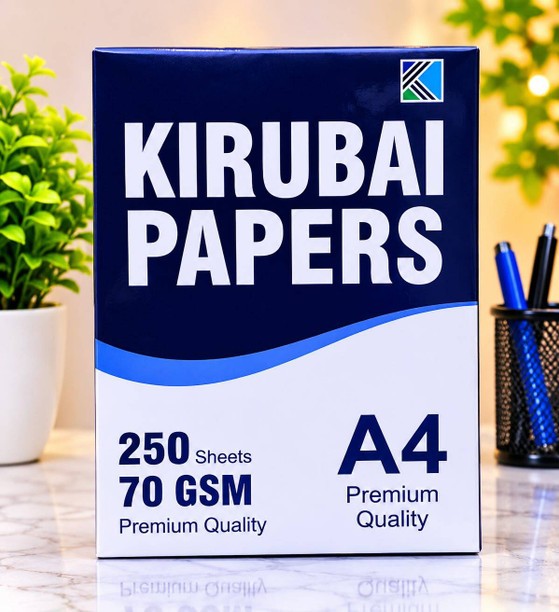 KIRUBAI
PAPERS
250 Sheets
70 GSM
Premium Quality
A4
Premium
Quality